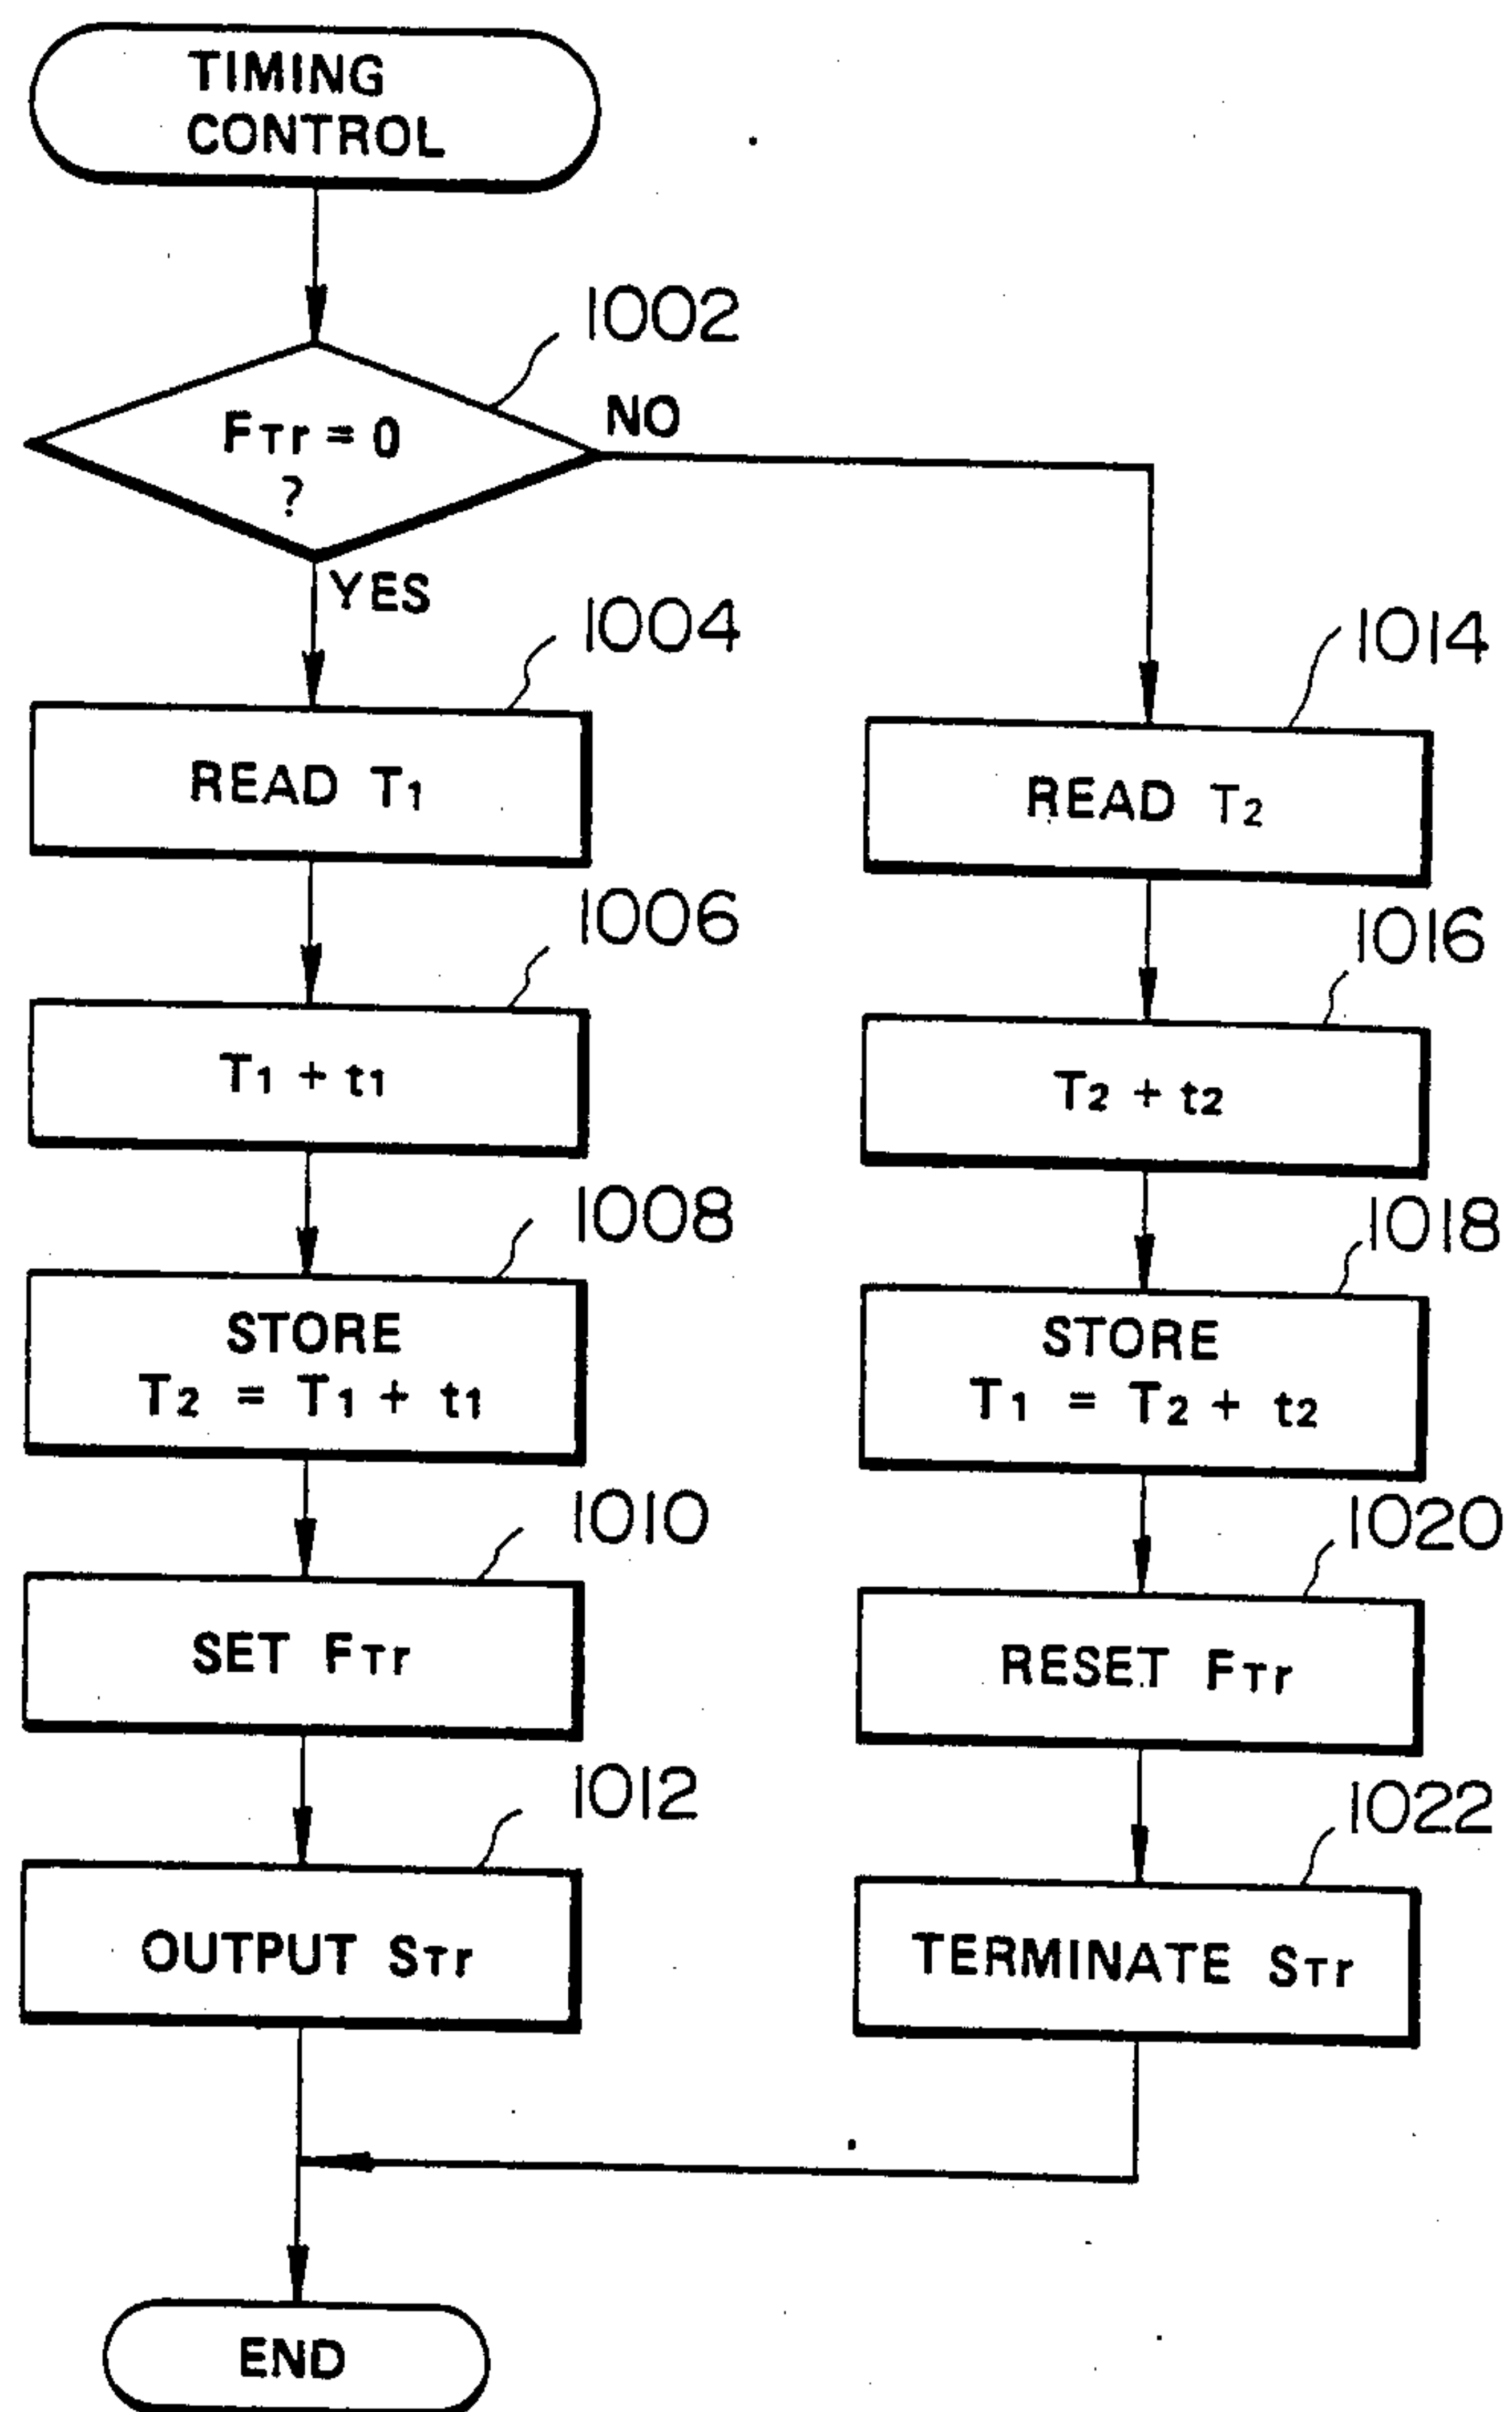 TIMING
CONTROL
1002
FTr = 0
?
NO
YES
1004
READ T1
1006
T1 + t1
1008
STORE
T2 = T1 + t1
1010
SET FTr
1012
OUTPUT STr
1014
READ T2
1016
T2 + t2
1018
STORE
T1 = T2 + t2
1020
RESET FTr
1022
TERMINATE STr
END